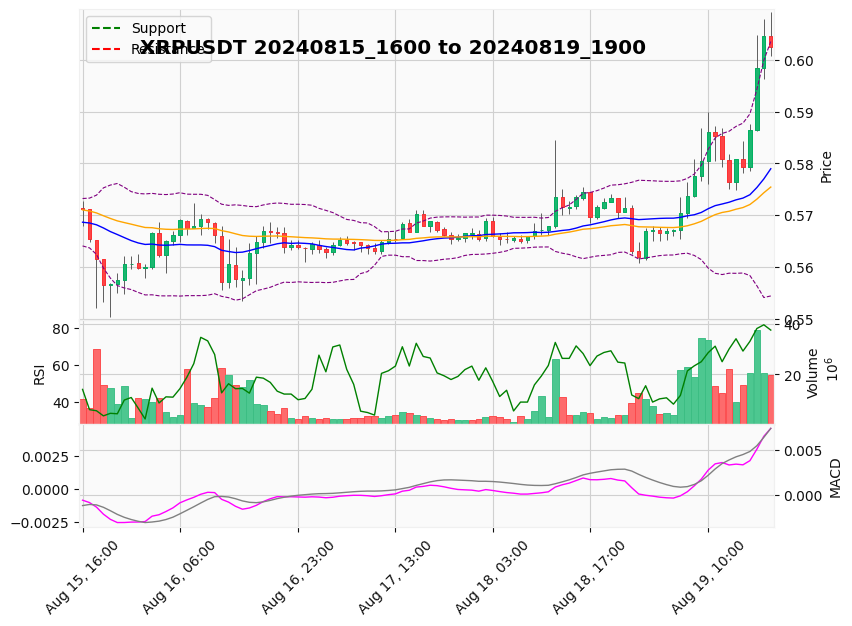 XRPUSDT 20240815_1600 to 20240819_1900
Support
Resistance
0.60
0.59
0.58
0.57
0.56
0.55
Price
80
60
40
RSI
40
20
Volume
10^6
0.0025
0.0000
−0.0025
0.005
0.000
MACD
Aug 15, 16:00
Aug 16, 06:00
Aug 16, 23:00
Aug 17, 13:00
Aug 18, 03:00
Aug 18, 17:00
Aug 19, 10:00